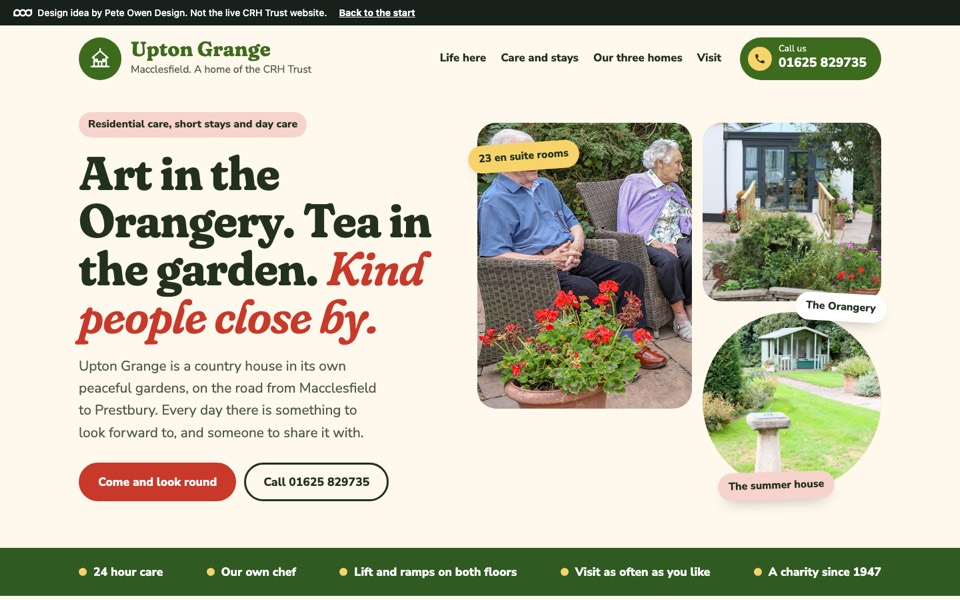 Design idea by Pete Owen Design. Not the live CRH Trust website. Back to the start
Upton Grange
Macclesfield. A home of the CRH Trust
Life here Care and stays Our three homes Visit
Call us
01625 829735
Residential care, short stays and day care
Art in the
Orangery. Tea in
the garden. Kind
people close by.
Upton Grange is a country house in its own
peaceful gardens, on the road from Macclesfield
to Prestbury. Every day there is something to
look forward to, and someone to share it with.
Come and look round
Call 01625 829735
23 en suite rooms
The Orangery
The summer house
24 hour care
Our own chef
Lift and ramps on both floors
Visit as often as you like
A charity since 1947